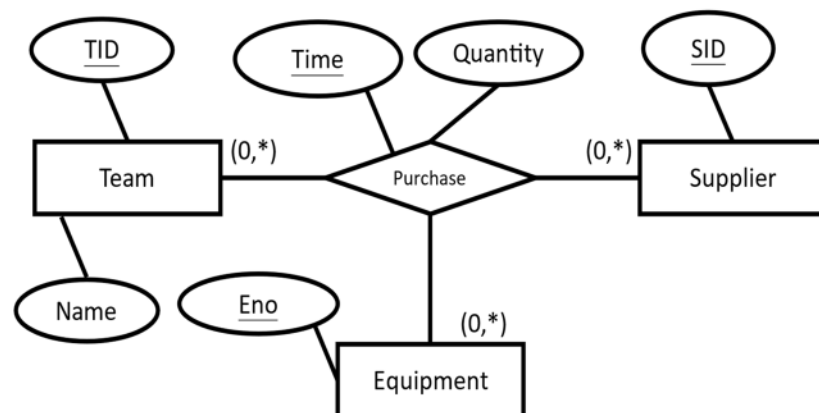 TID
Time
Quantity
SID
(0,*)
(0,*)
Team
Purchase
Supplier
Name
Eno
(0,*)
Equipment